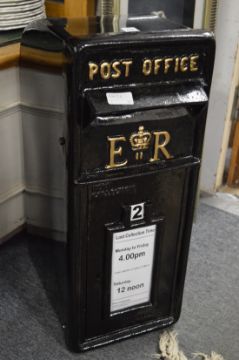 POST OFFICE
E R
2
Last Collection Time
Monday to Friday
4.00pm
Saturday
12 noon